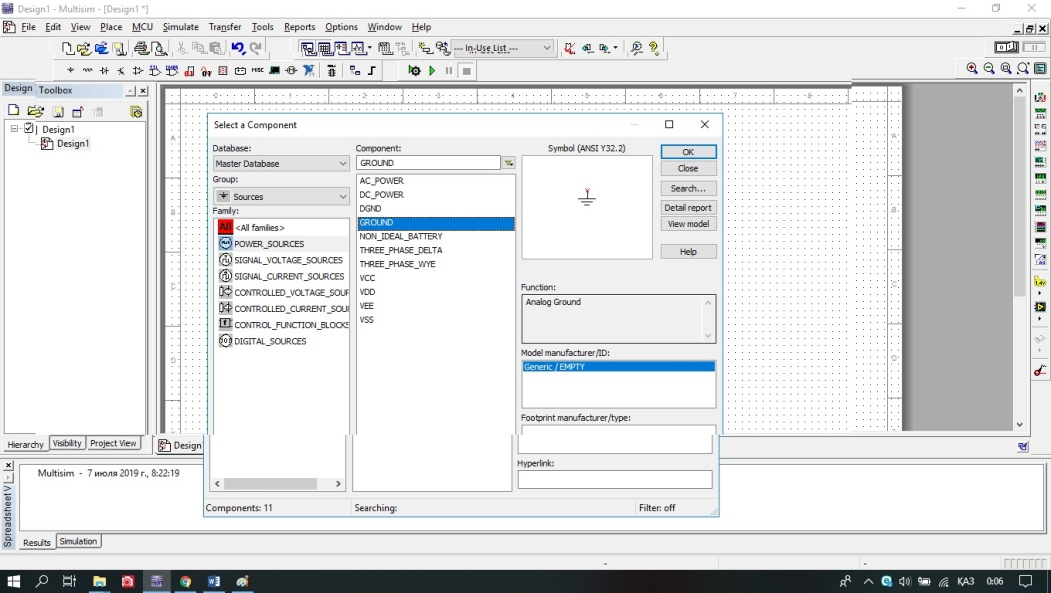 Design1 - Multisim - [Design1 *]
File Edit View Place MCU Simulate Transfer Tools Reports Options Window Help
--- In-Use List ---
Design Toolbox
Design1
Design1
Hierarchy Visibility Project View
Design
Select a Component
Database:
Master Database
Group:
Sources
Family:
All <All families>
POWER_SOURCES
SIGNAL_VOLTAGE_SOURCES
SIGNAL_CURRENT_SOURCES
CONTROLLED_VOLTAGE_SOUR
CONTROLLED_CURRENT_SOUI
CONTROL_FUNCTION_BLOCKS
DIGITAL_SOURCES
Component:
GROUND
AC_POWER
DC_POWER
DGND
GROUND
NON_IDEAL_BATTERY
THREE_PHASE_DELTA
THREE_PHASE_WYE
VCC
VDD
VEE
VSS
Symbol (ANSI Y32.2)
OK
Close
Search...
Detail report
View model
Help
Function:
Analog Ground
Model manufacturer/ID:
Generic / EMPTY
Footprint manufacturer/type:
Hyperlink:
Components: 11
Searching:
Filter: off
Multisim - 7 июля 2019 г., 8:22:19
Spreadsheet V
Results Simulation
ҚАЗ 0:06